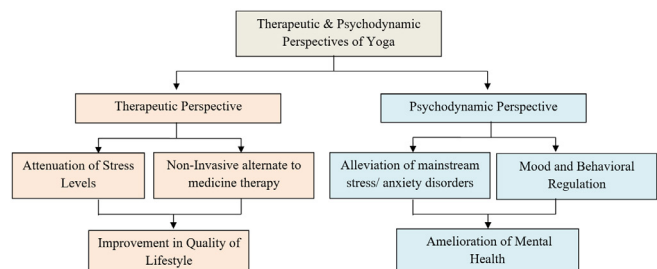 Therapeutic & Psychodynamic
Perspectives of Yoga
Therapeutic Perspective
Psychodynamic Perspective
Attenuation of Stress
Levels
Non-Invasive alternate to
medicine therapy
Alleviation of mainstream
stress/ anxiety disorders
Mood and Behavioral
Regulation
Improvement in Quality of
Lifestyle
Amelioration of Mental
Health